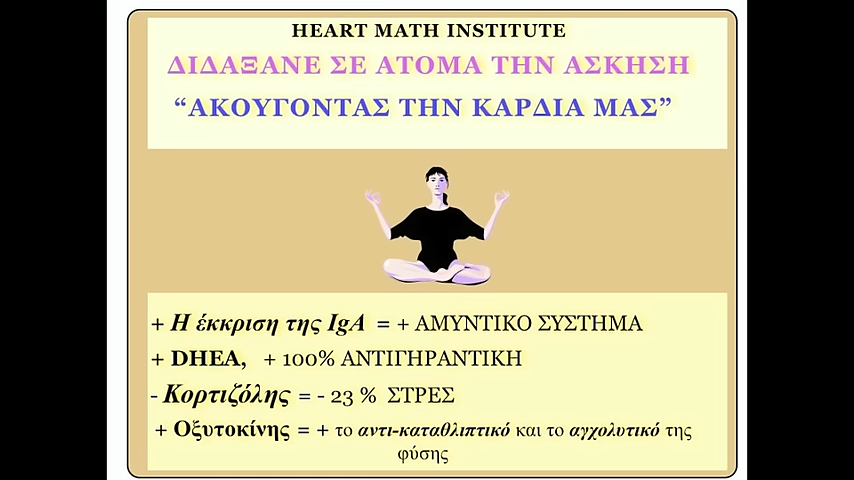 HEART MATH INSTITUTE
ΔΙΔΑΞΑΝΕ ΣΕ ΑΤΟΜΑ ΤΗΝ ΑΣΚΗΣΗ
“ΑΚΟΥΓΟΝΤΑΣ ΤΗΝ ΚΑΡΔΙΑ ΜΑΣ”
+ Η έκκριση της IgA = + ΑΜΥΝΤΙΚΟ ΣΥΣΤΗΜΑ
+ DHEA, + 100% ΑΝΤΙΓΗΡΑΝΤΙΚΗ
- Κορτιζόλης = - 23 % ΣΤΡΕΣ
+ Οξυτοκίνης = + το αντι-καταθλιπτικό και το αγχολυτικό της
φύσης